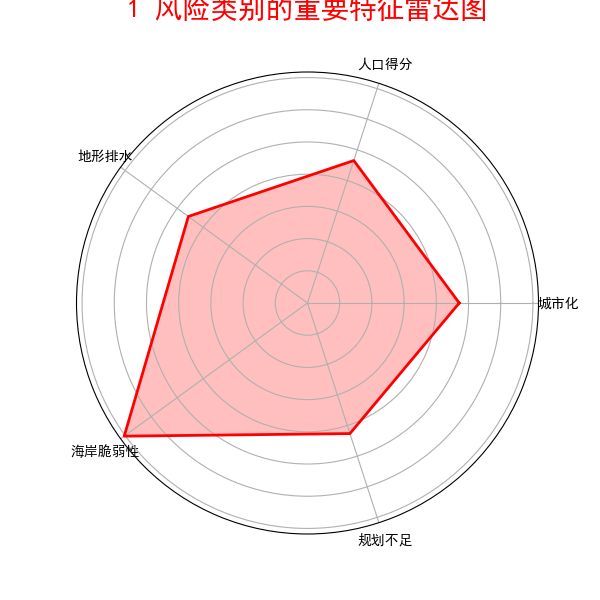 1 风险类别的重要特征雷达图
人口得分
地形排水
城市化
海岸脆弱性
规划不足